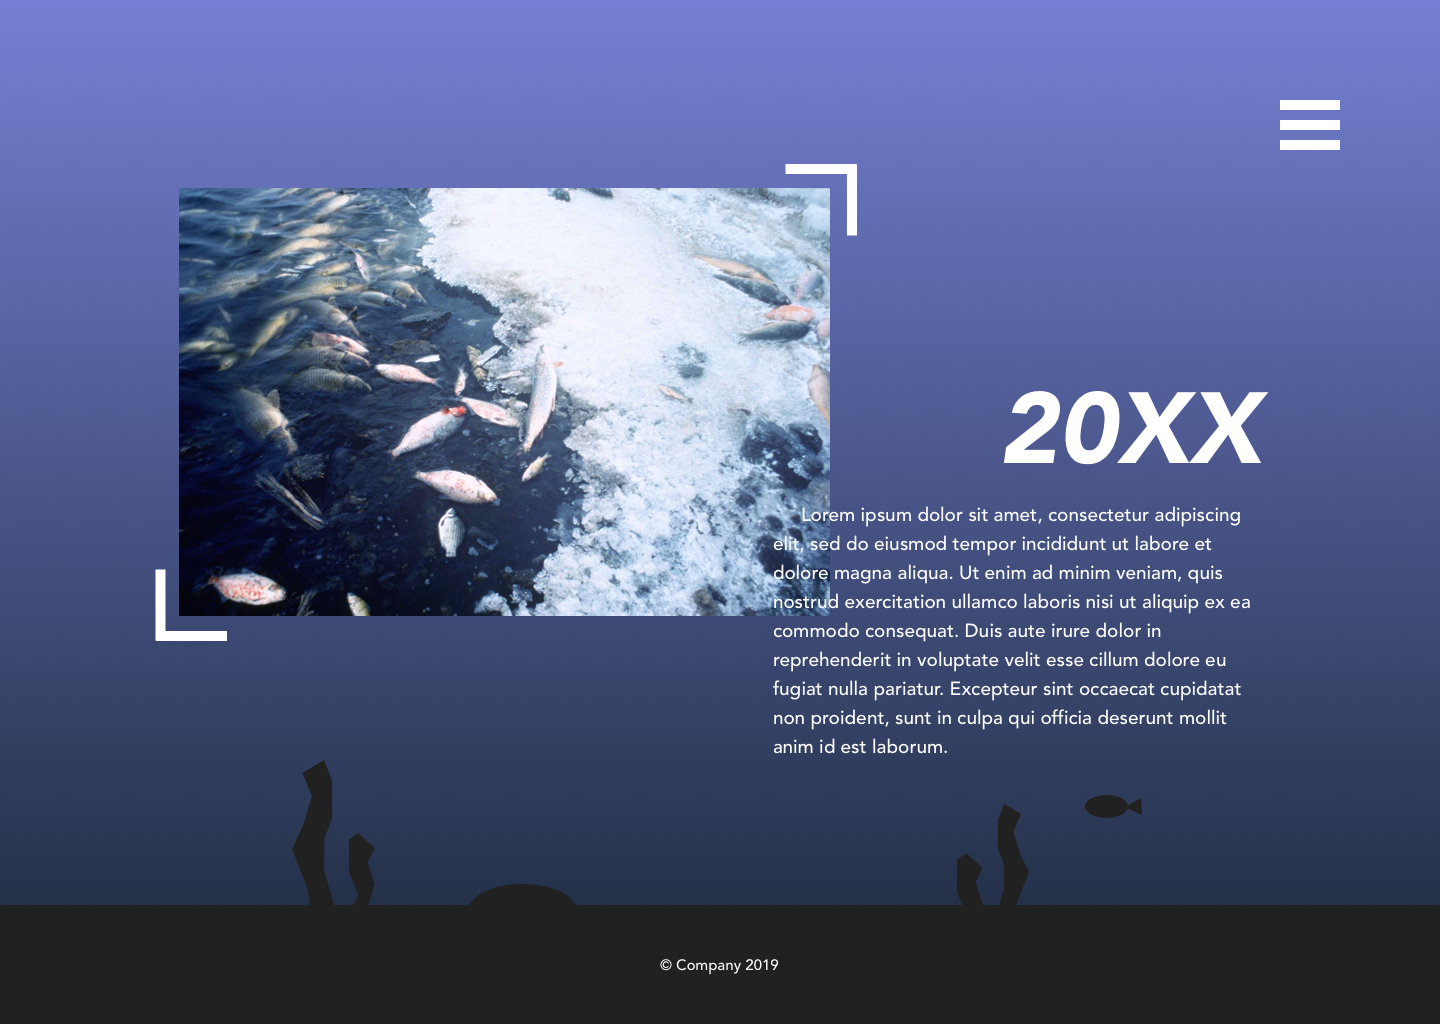 20XX
Lorem ipsum dolor sit amet, consectetur adipiscing
elit, sed do eiusmod tempor incididunt ut labore et
dolore magna aliqua. Ut enim ad minim veniam, quis
nostrud exercitation ullamco laboris nisi ut aliquip ex ea
commodo consequat. Duis aute irure dolor in
reprehenderit in voluptate velit esse cillum dolore eu
fugiat nulla pariatur. Excepteur sint occaecat cupidatat
non proident, sunt in culpa qui officia deserunt mollit
anim id est laborum.
© Company 2019